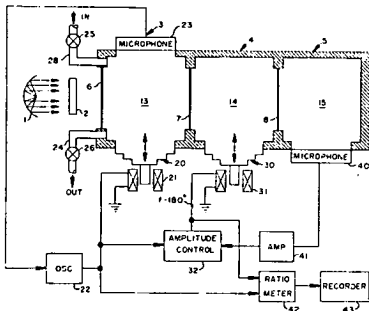 IN
25
3
23
MICROPHONE
4
5
28
6
13
7
14
8
15
1
2
24
26
20
30
MICROPHONE
40
21
31
OUT
f-180°
AMPLITUDE
CONTROL
32
AMP
41
OSC
22
RATIO
METER
42
RECORDER
43